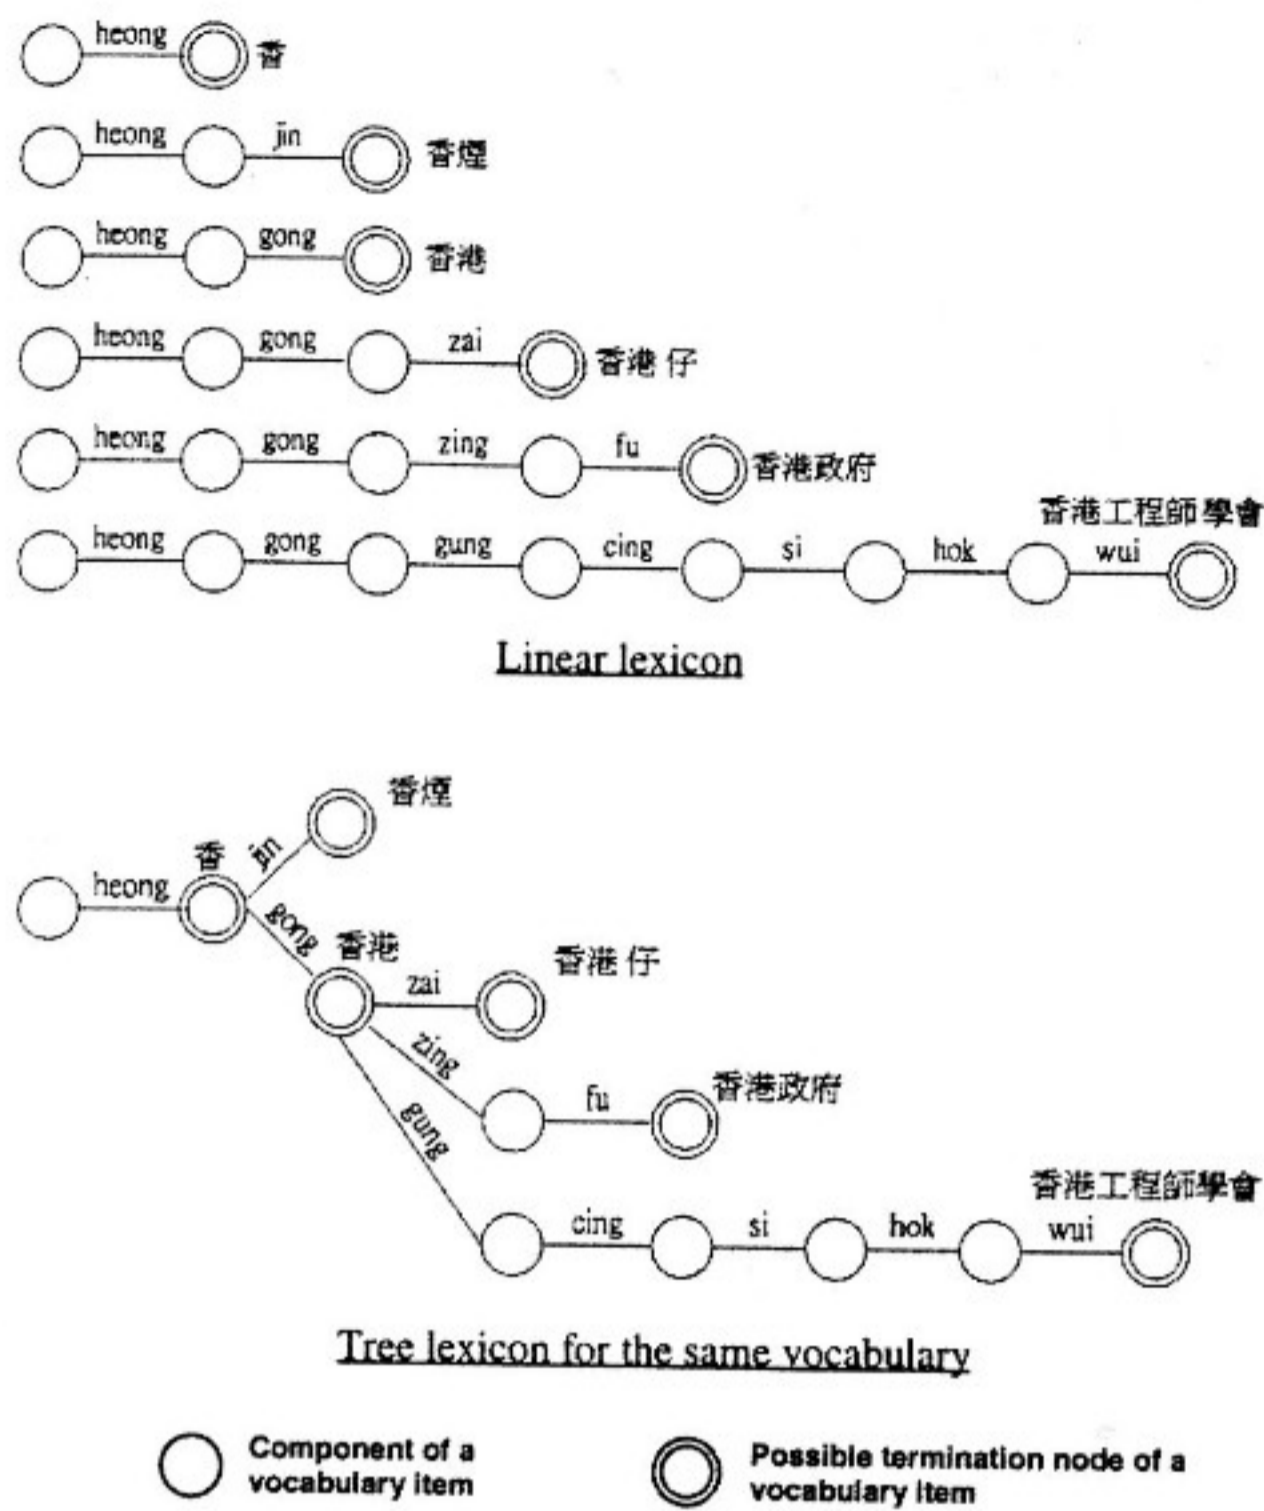 heong 香
heong jin 香煙
heong gong 香港
heong gong zai 香港仔
heong gong zing fu 香港政府
香港工程師學會
heong gong gung cing si hok wui
Linear lexicon
香煙
香 jin
heong
gong 香港 香港仔
zai
zing
香港政府
fu
gung
香港工程師學會
cing si hok wui
Tree lexicon for the same vocabulary
Component of a Possible termination node of a
vocabulary item vocabulary item